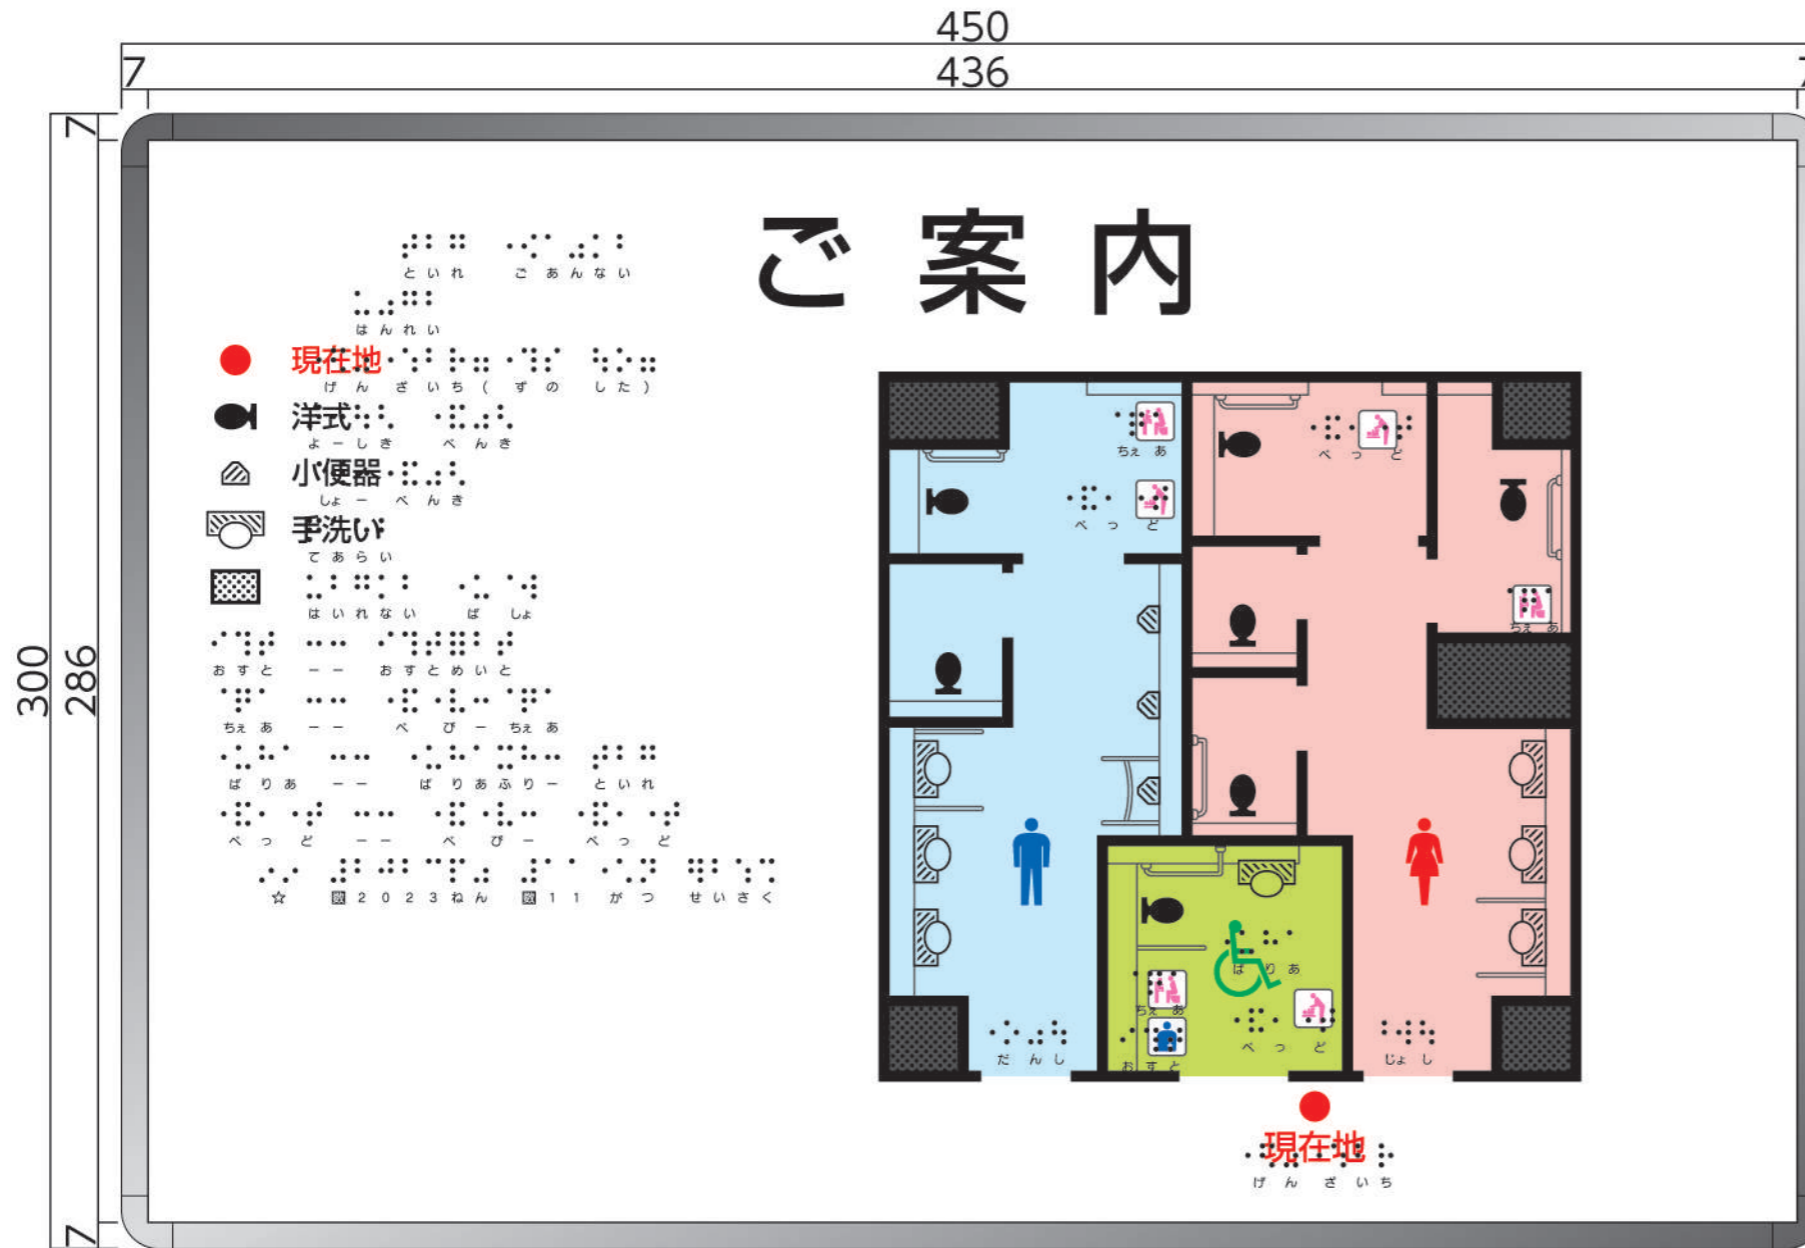 450
7 436 7
7
300 286
7
ご案内
といれ ごあんない
はんれい
現在地
げんざいち(ずの した)
洋式
よーしき べんき
小便器
しょーべんき
手洗い
てあらい
はいれない ばしょ
おすと ーー おすとめいと
ちぇあ ーー べびーちぇあ
ばりあ ーー ばりあふりー といれ
べっど ーー べびー べっど
☆ 数2023ねん 数11がつ せいさく
ちぇあ
べっど
べっど
ちぇあ
ばりあ
ちぇあ
べっど
おすと
だんし
じょし
現在地
げんざいち